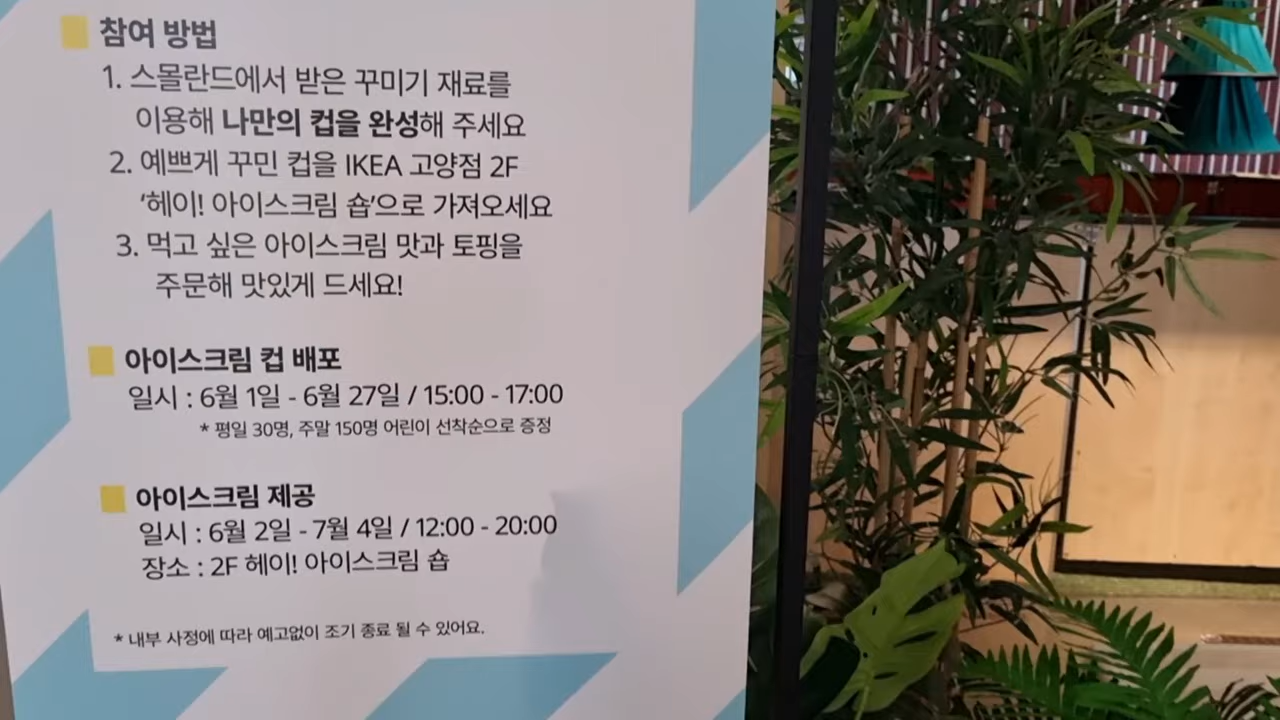 참여 방법
1. 스몰란드에서 받은 꾸미기 재료를
이용해 나만의 컵을 완성해 주세요
2. 예쁘게 꾸민 컵을 IKEA 고양점 2F
‘헤이! 아이스크림 숍’으로 가져오세요
3. 먹고 싶은 아이스크림 맛과 토핑을
주문해 맛있게 드세요!
아이스크림 컵 배포
일시 : 6월 1일 - 6월 27일 / 15:00 - 17:00
* 평일 30명, 주말 150명 어린이 선착순으로 증정
아이스크림 제공
일시 : 6월 2일 - 7월 4일 / 12:00 - 20:00
장소 : 2F 헤이! 아이스크림 숍
* 내부 사정에 따라 예고없이 조기 종료 될 수 있어요.